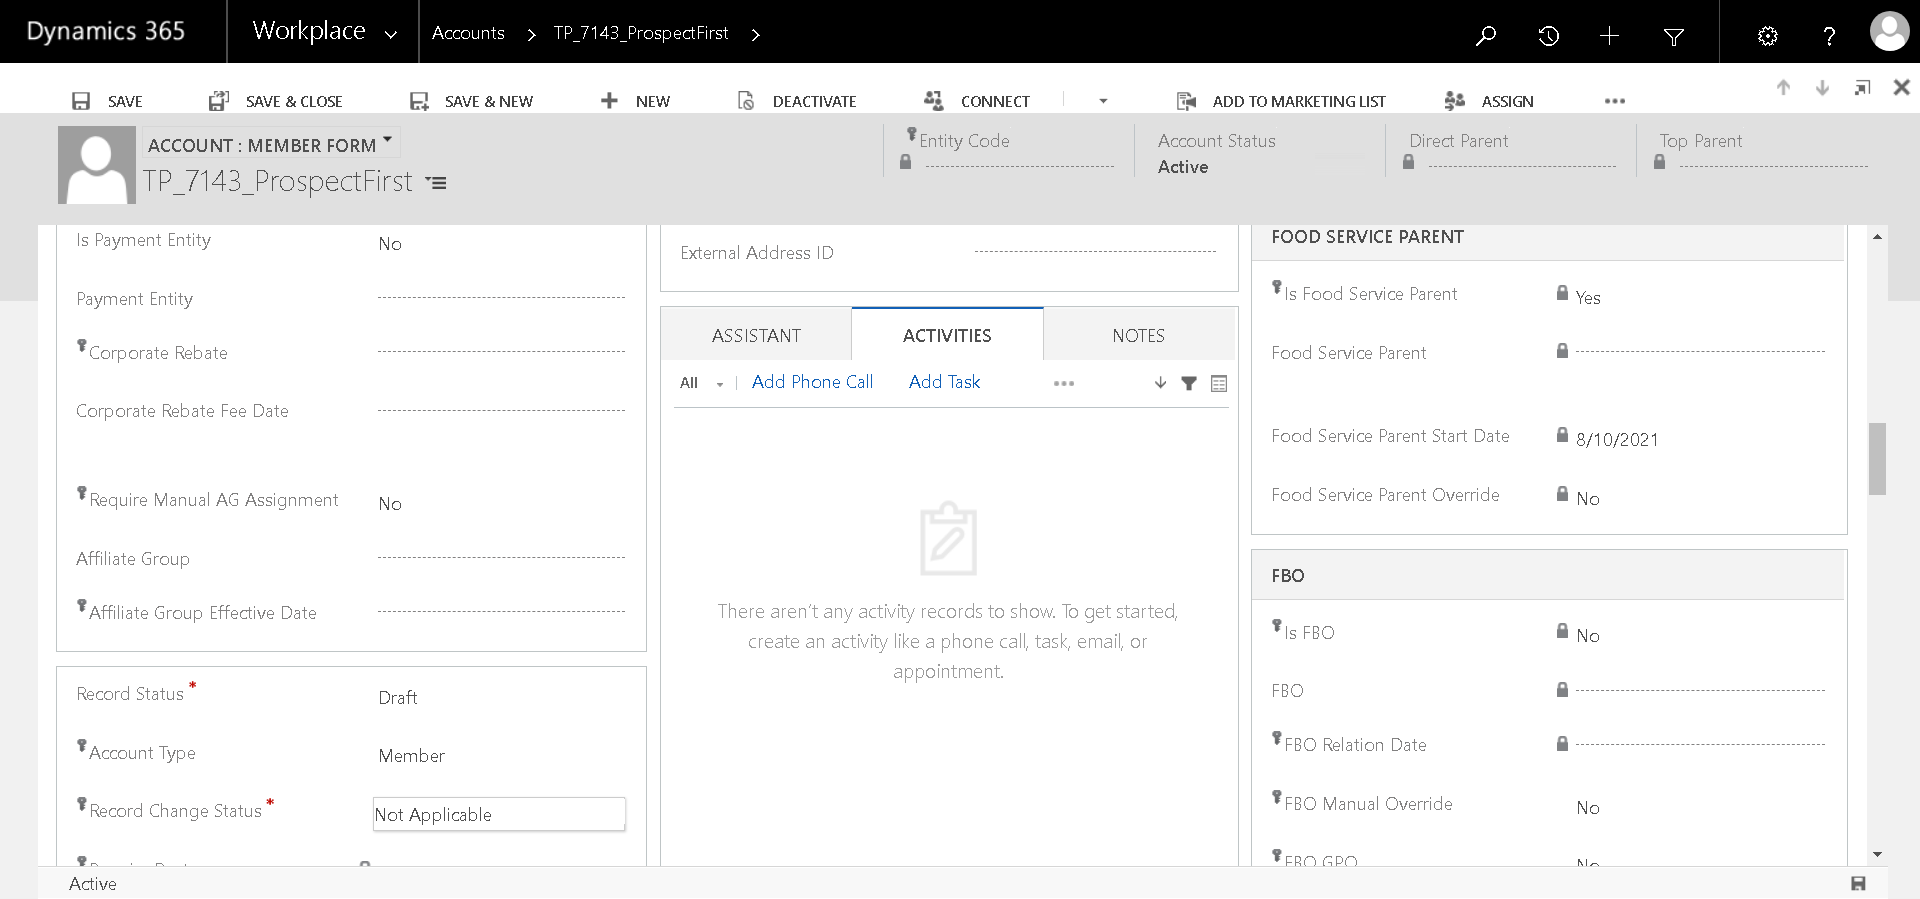 Dynamics 365
Workplace
Accounts
TP_7143_ProspectFirst
SAVE
SAVE & CLOSE
SAVE & NEW
NEW
DEACTIVATE
CONNECT
ADD TO MARKETING LIST
ASSIGN
ACCOUNT : MEMBER FORM
TP_7143_ProspectFirst
Entity Code
Account Status
Active
Direct Parent
Top Parent
Is Payment Entity
No
Payment Entity
Corporate Rebate
Corporate Rebate Fee Date
Require Manual AG Assignment
No
Affiliate Group
Affiliate Group Effective Date
Record Status *
Draft
Account Type
Member
Record Change Status *
Not Applicable
External Address ID
ASSISTANT
ACTIVITIES
NOTES
All
Add Phone Call
Add Task
There aren't any activity records to show. To get started,
create an activity like a phone call, task, email, or
appointment.
FOOD SERVICE PARENT
Is Food Service Parent
Yes
Food Service Parent
Food Service Parent Start Date
8/10/2021
Food Service Parent Override
No
FBO
Is FBO
No
FBO
FBO Relation Date
FBO Manual Override
No
FBO GPO
No
Active